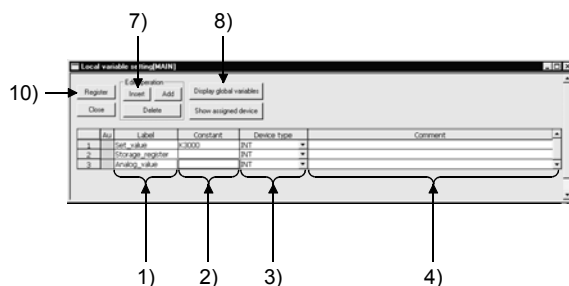 7)
8)
Local variable setting[MAIN]
10)
Register
Edit operation
Insert
Add
Display global variables
Close
Delete
Show assigned device
Au Label Constant Device type Comment
1 Set_value K3000 INT
2 Storage_register INT
3 Analog_value INT
1)
2)
3)
4)